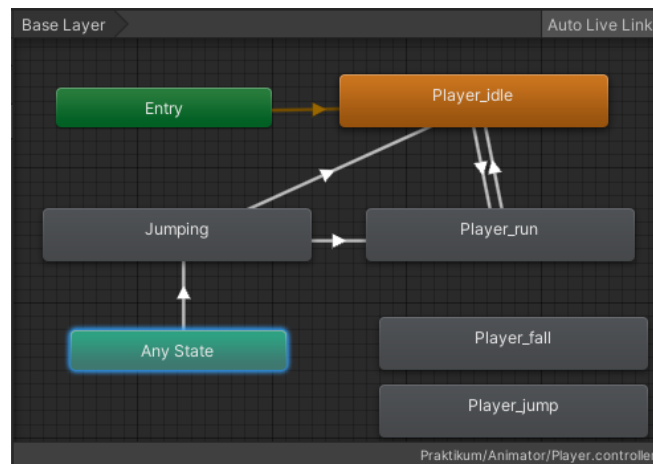 Base Layer
Auto Live Link
Entry
Player_idle
Jumping
Player_run
Any State
Player_fall
Player_jump
Praktikum/Animator/Player.controller